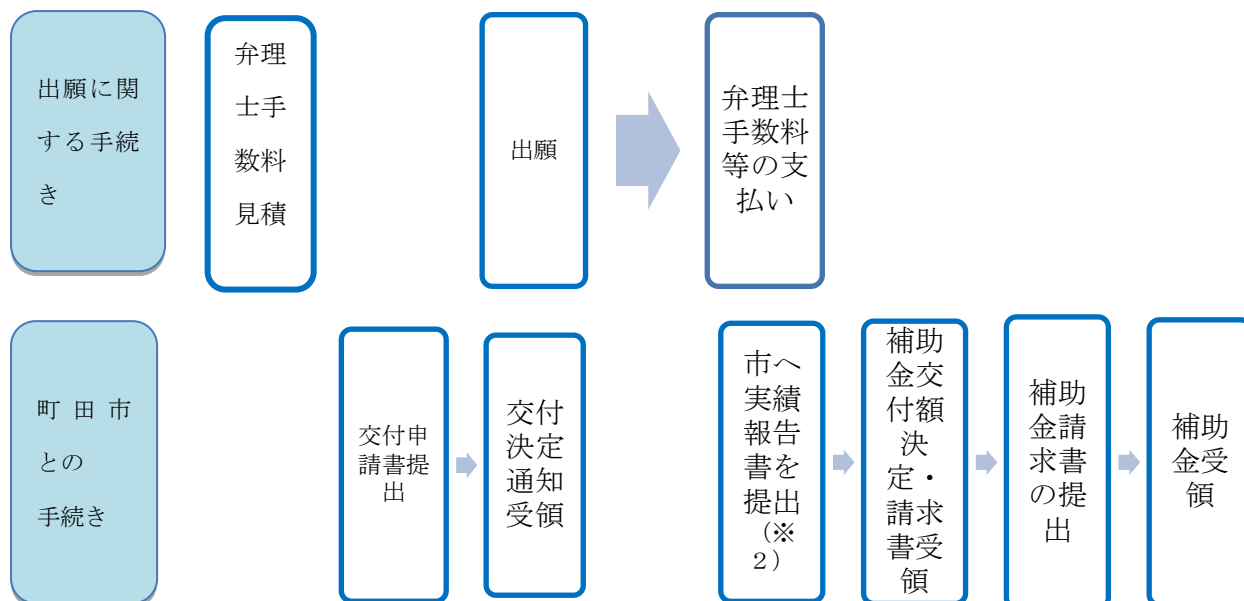 出願に関
する手続
き
弁理
士手
数料
見積
出願
弁理士
手数料
等の支
払い
町田市
との
手続き
交付申
請書提
出
交付
決定
通知
受領
市へ
実績
報告
書を
提出
(※
2)
補助
金交
付額
決
定・
請求
書受
領
補助
金請
求書
の提
出
補助
金受
領